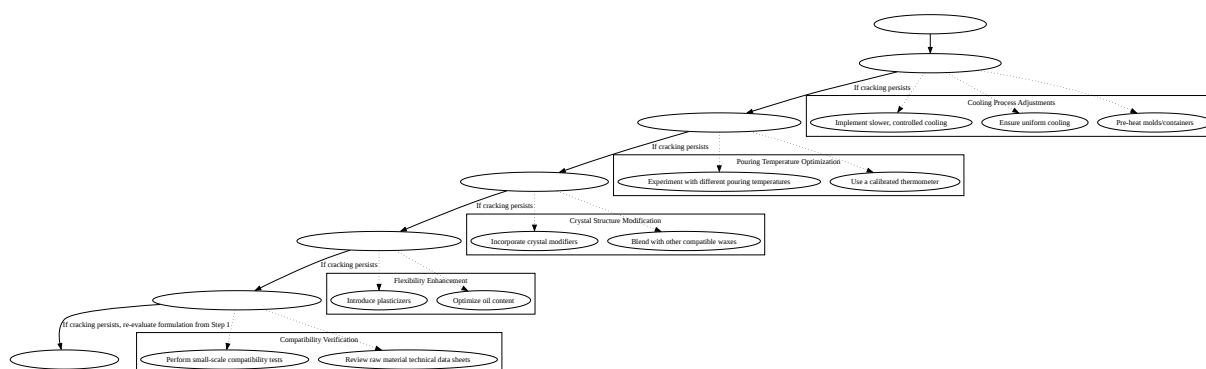 If cracking persists
Cooling Process Adjustments
Implement slower, controlled cooling
Ensure uniform cooling
Pre-heat molds/containers
If cracking persists
Pouring Temperature Optimization
Experiment with different pouring temperatures
Use a calibrated thermometer
If cracking persists
Crystal Structure Modification
Incorporate crystal modifiers
Blend with other compatible waxes
If cracking persists
Flexibility Enhancement
Introduce plasticizers
Optimize oil content
If cracking persists, re-evaluate formulation from Step 1
Compatibility Verification
Perform small-scale compatibility tests
Review raw material technical data sheets